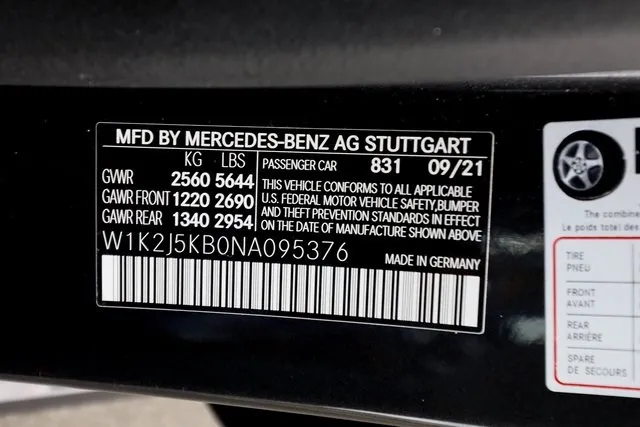 MFD BY MERCEDES-BENZ AG STUTTGART
KG LBS PASSENGER CAR 831 09/21
GVWR 2560 5644
GAWR FRONT 1220 2690
GAWR REAR 1340 2954
THIS VEHICLE CONFORMS TO ALL APPLICABLE
U.S. FEDERAL MOTOR VEHICLE SAFETY,BUMPER
AND THEFT PREVENTION STANDARDS IN EFFECT
ON THE DATE OF MANUFACTURE SHOWN ABOVE
W1K2J5KB0NA095376
MADE IN GERMANY
The combine
Le poids total des
TIRE
PNEU
FRONT
AVANT
REAR
ARRIÈRE
SPARE
DE SECOURS